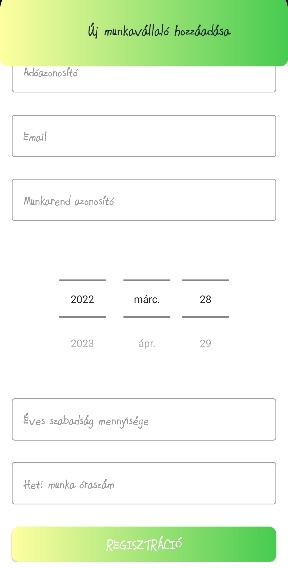 Új munkavállaló hozzáadása
Adóazonosító
Email
Munkarend azonosító
2022 márc. 28
2023 ápr. 29
Éves szabadság mennyisége
Heti munka óraszám
REGISZTRÁCIÓ